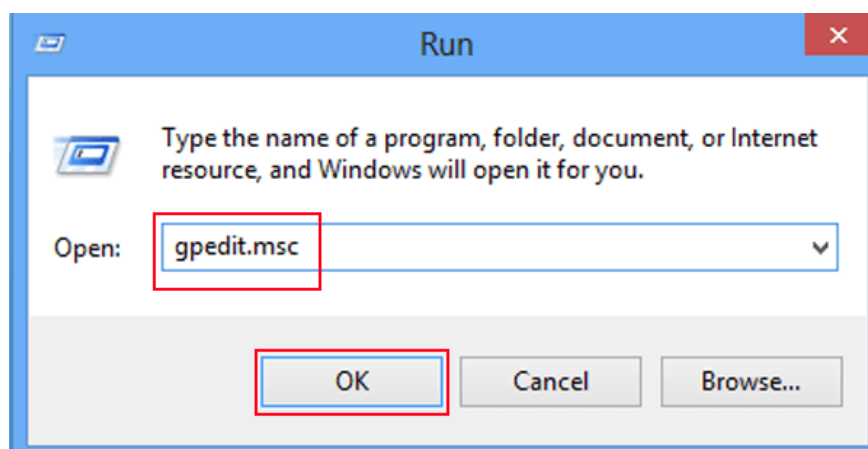 Run
Type the name of a program, folder, document, or Internet
resource, and Windows will open it for you.
Open: gpedit.msc
OK Cancel Browse...